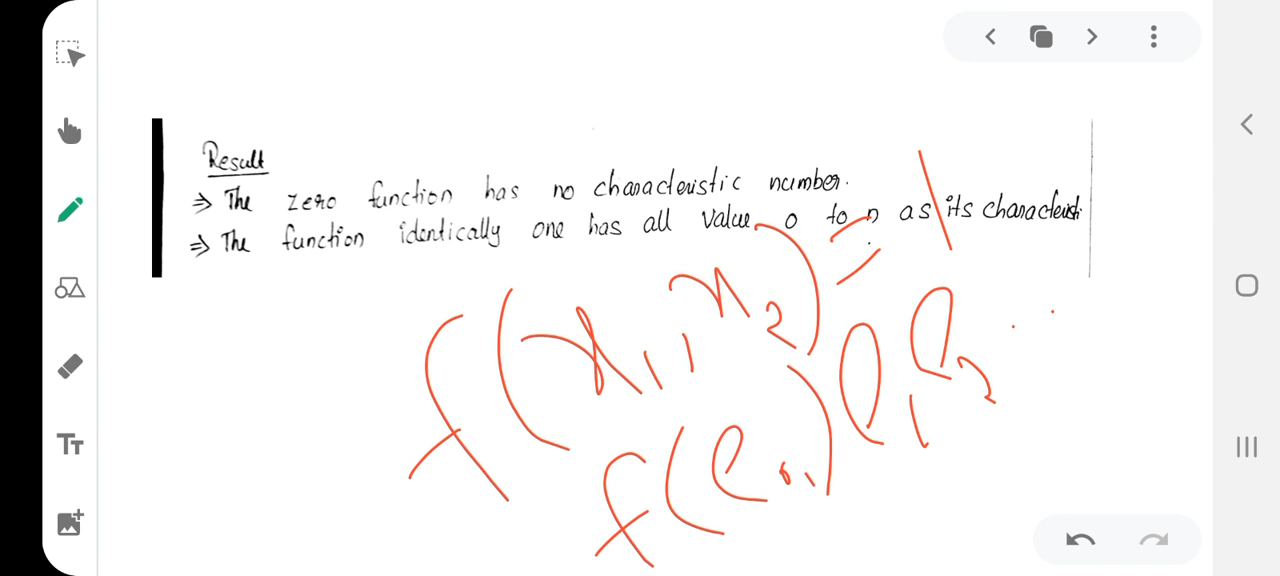 Result
⇒ The zero function has no characteristic number.
⇒ The function identically one has all value 0 to n as its characteristi
f(x₁, x₂) = 1